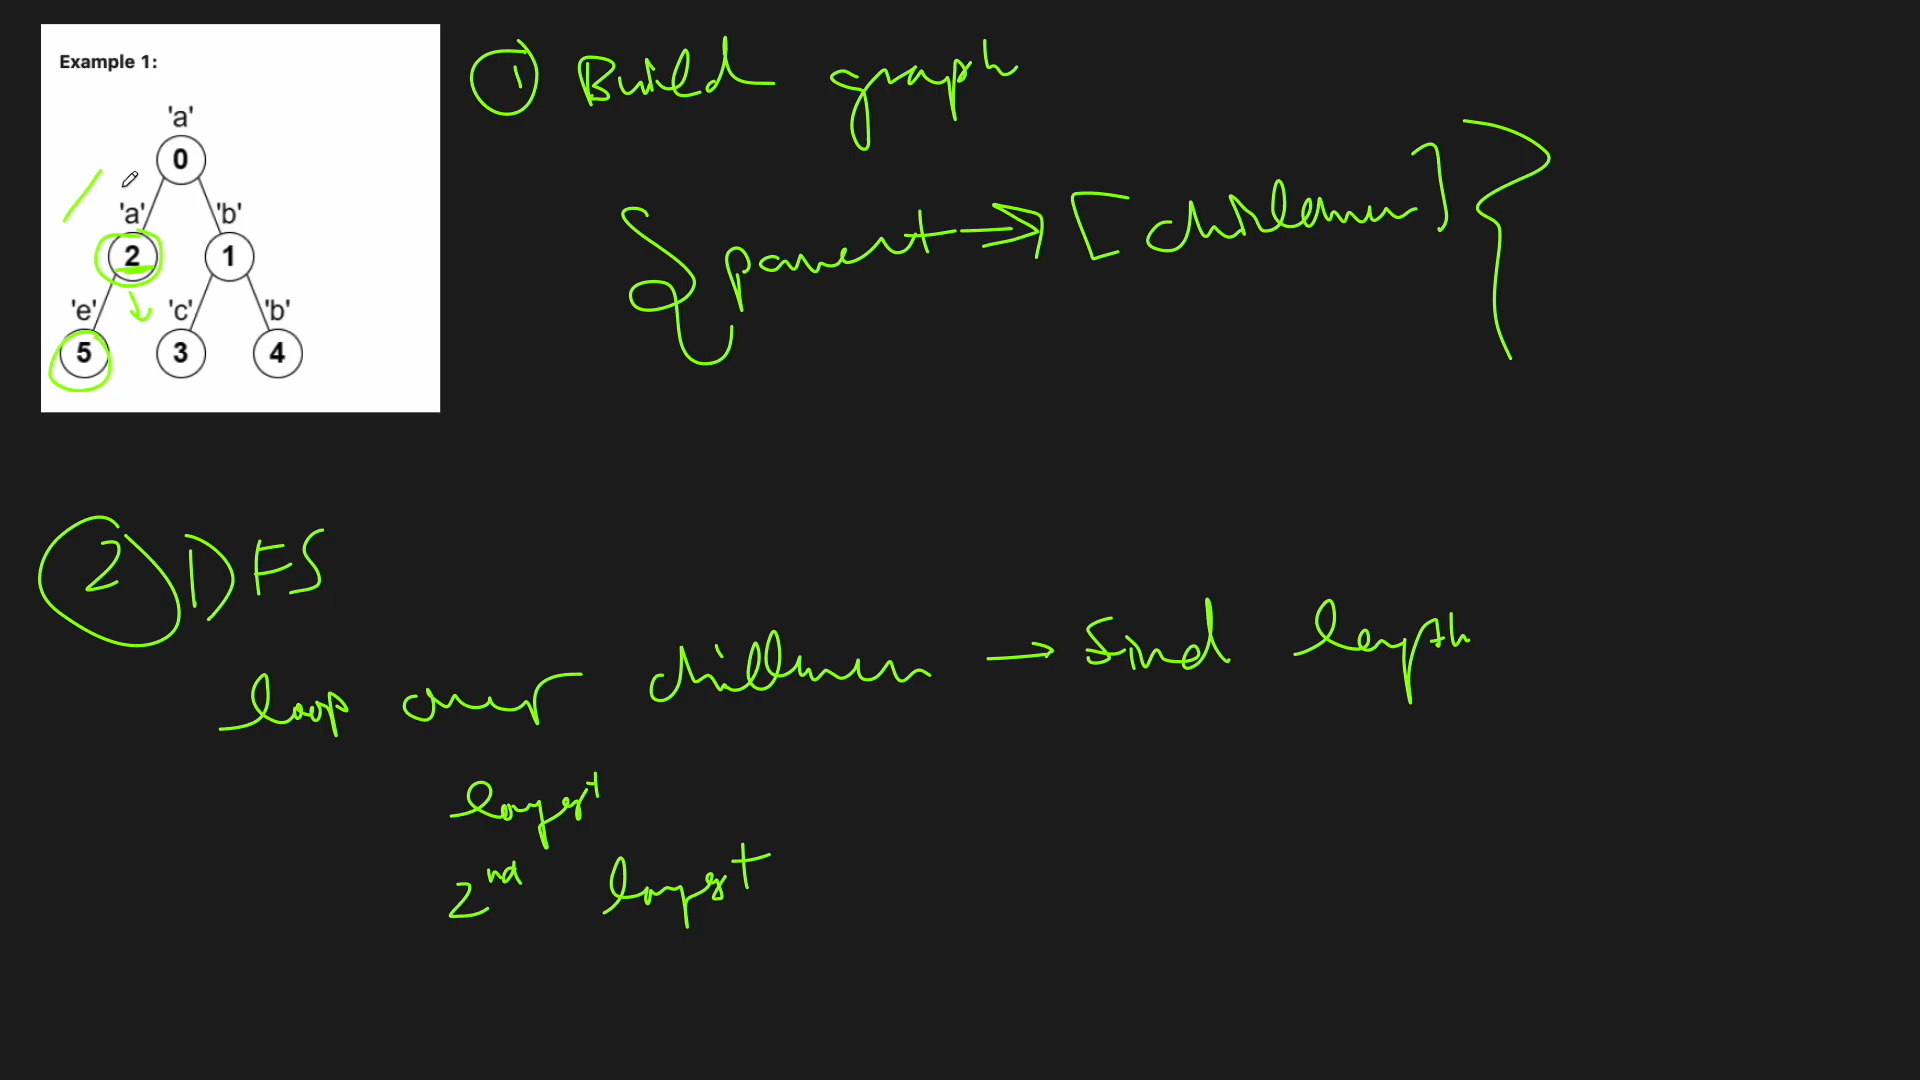 Example 1:
'a'
0
'a' 'b'
2 1
'e' 'c' 'b'
5 3 4
① Build graph
{ parent → [children] }
② DFS
loop over children → Find length
longest
2nd longest